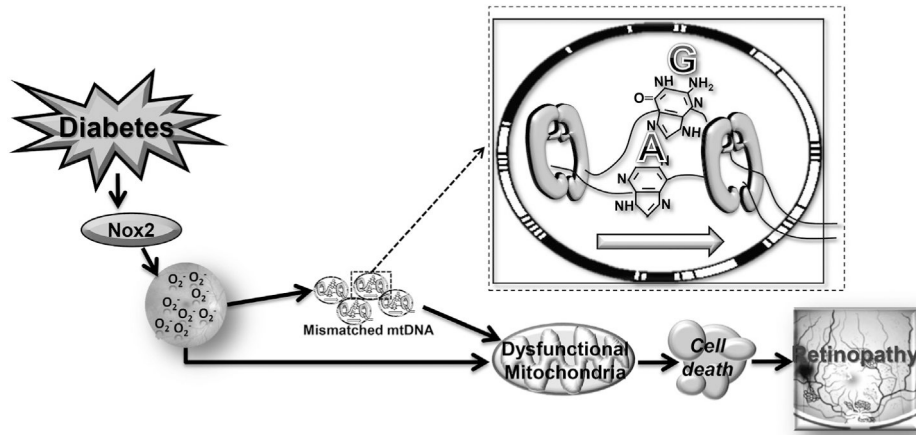 Diabetes
Nox2
O₂⁻ O₂⁻
O₂⁻ O₂⁻
O₂⁻ O₂⁻
O₂⁻ O₂⁻
Mismatched mtDNA
G
NH NH₂
O N
N NH
A
N N
NH N
Dysfunctional
Mitochondria
Cell
death
Retinopathy